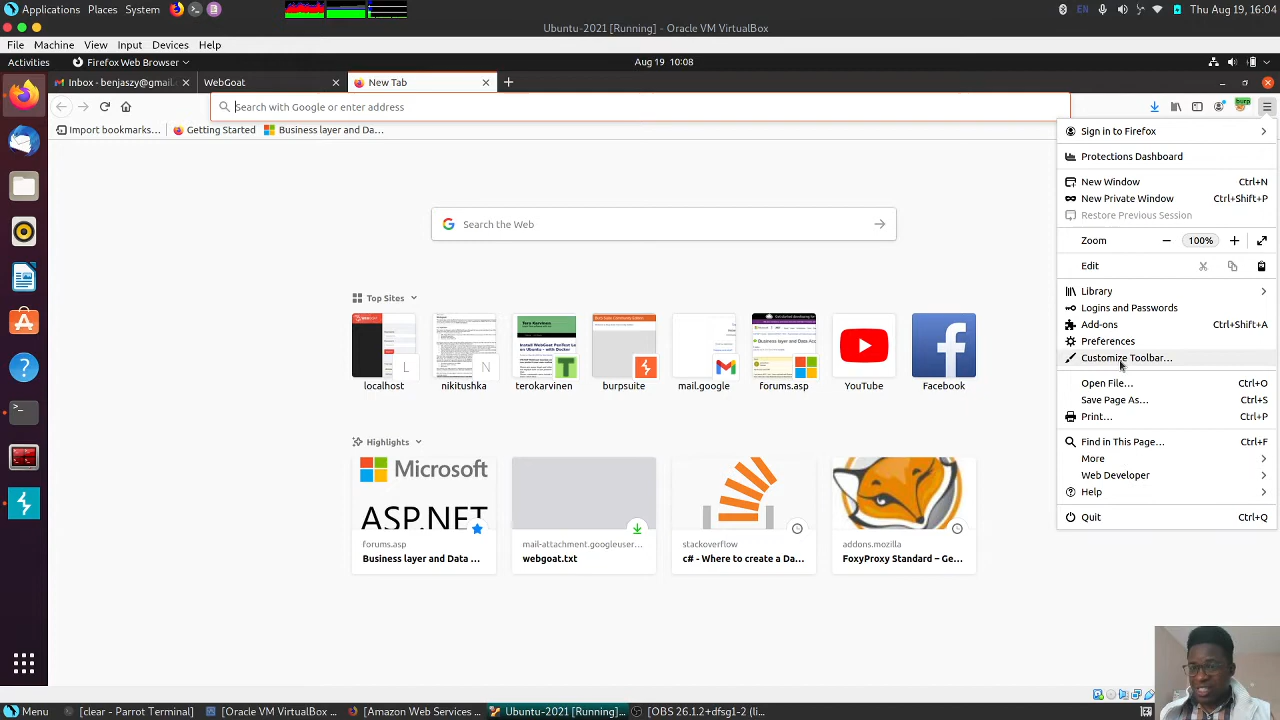 Applications Places System
EN Thu Aug 19, 16:04
Ubuntu-2021 [Running] - Oracle VM VirtualBox
File Machine View Input Devices Help
Activities Firefox Web Browser Aug 19 10:08
Inbox - benjaszy@gmail. WebGoat New Tab
Search with Google or enter address
burp
Import bookmarks... Getting Started Business layer and Da...
Sign in to Firefox
Protections Dashboard
New Window Ctrl+N
New Private Window Ctrl+Shift+P
Restore Previous Session
Zoom 100%
Edit
Library
Logins and Passwords
Add-ons Ctrl+Shift+A
Preferences
Customize
Open File... Ctrl+O
Save Page As... Ctrl+S
Print... Ctrl+P
Find in This Page... Ctrl+F
More
Web Developer
Help
Quit Ctrl+Q
Search the Web
Top Sites
L N T
localhost nikitushka terokarvinen burpsuite mail.google forums.asp YouTube Facebook
Highlights
Microsoft
ASP.NET
forums.asp
Business layer and Data ...
mail-attachment.googleuser...
webgoat.txt
stackoverflow
c# - Where to create a Da...
addons.mozilla
FoxyProxy Standard – Ge...
Menu [clear - Parrot Terminal] [Oracle VM VirtualBox ... [Amazon Web Services ... Ubuntu-2021 [Running]... [OBS 26.1.2+dfsg1-2 (li...